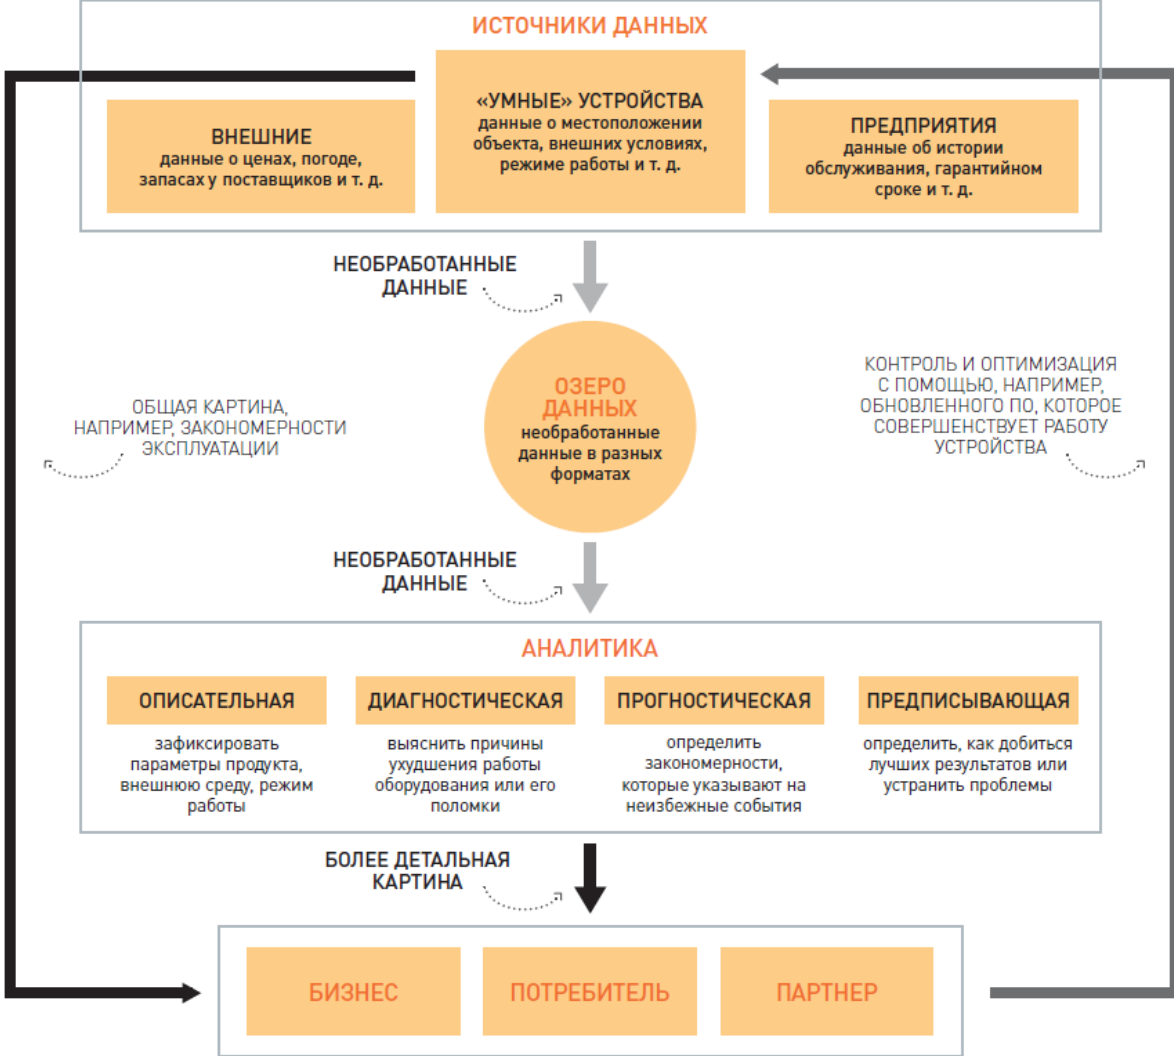 ИСТОЧНИКИ ДАННЫХ
ВНЕШНИЕ
данные о ценах, погоде,
запасах у поставщиков и т. д.
«УМНЫЕ» УСТРОЙСТВА
данные о местоположении
объекта, внешних условиях,
режиме работы и т. д.
ПРЕДПРИЯТИЯ
данные об истории
обслуживания, гарантийном
сроке и т. д.
НЕОБРАБОТАННЫЕ
ДАННЫЕ
ОБЩАЯ КАРТИНА,
НАПРИМЕР, ЗАКОНОМЕРНОСТИ
ЭКСПЛУАТАЦИИ
ОЗЕРО
ДАННЫХ
необработанные
данные в разных
форматах
КОНТРОЛЬ И ОПТИМИЗАЦИЯ
С ПОМОЩЬЮ, НАПРИМЕР,
ОБНОВЛЕННОГО ПО, КОТОРОЕ
СОВЕРШЕНСТВУЕТ РАБОТУ
УСТРОЙСТВА
НЕОБРАБОТАННЫЕ
ДАННЫЕ
АНАЛИТИКА
ОПИСАТЕЛЬНАЯ
зафиксировать
параметры продукта,
внешнюю среду, режим
работы
ДИАГНОСТИЧЕСКАЯ
выяснить причины
ухудшения работы
оборудования или его
поломки
ПРОГНОСТИЧЕСКАЯ
определить
закономерности,
которые указывают на
неизбежные события
ПРЕДПИСЫВАЮЩАЯ
определить, как добиться
лучших результатов или
устранить проблемы
БОЛЕЕ ДЕТАЛЬНАЯ
КАРТИНА
БИЗНЕС
ПОТРЕБИТЕЛЬ
ПАРТНЕР